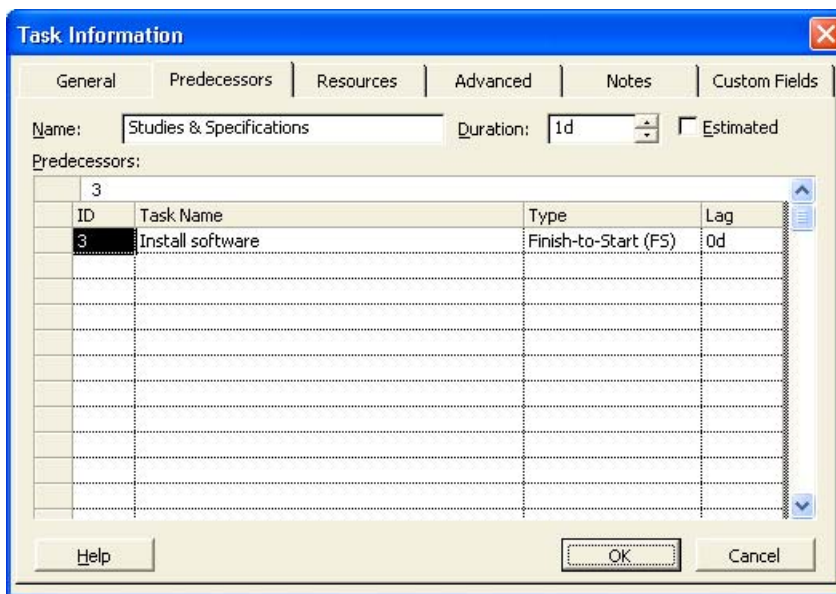 Task Information
General Predecessors Resources Advanced Notes Custom Fields
Name: Studies & Specifications Duration: 1d Estimated
Predecessors:
3
ID Task Name Type Lag
3 Install software Finish-to-Start (FS) 0d
Help OK Cancel